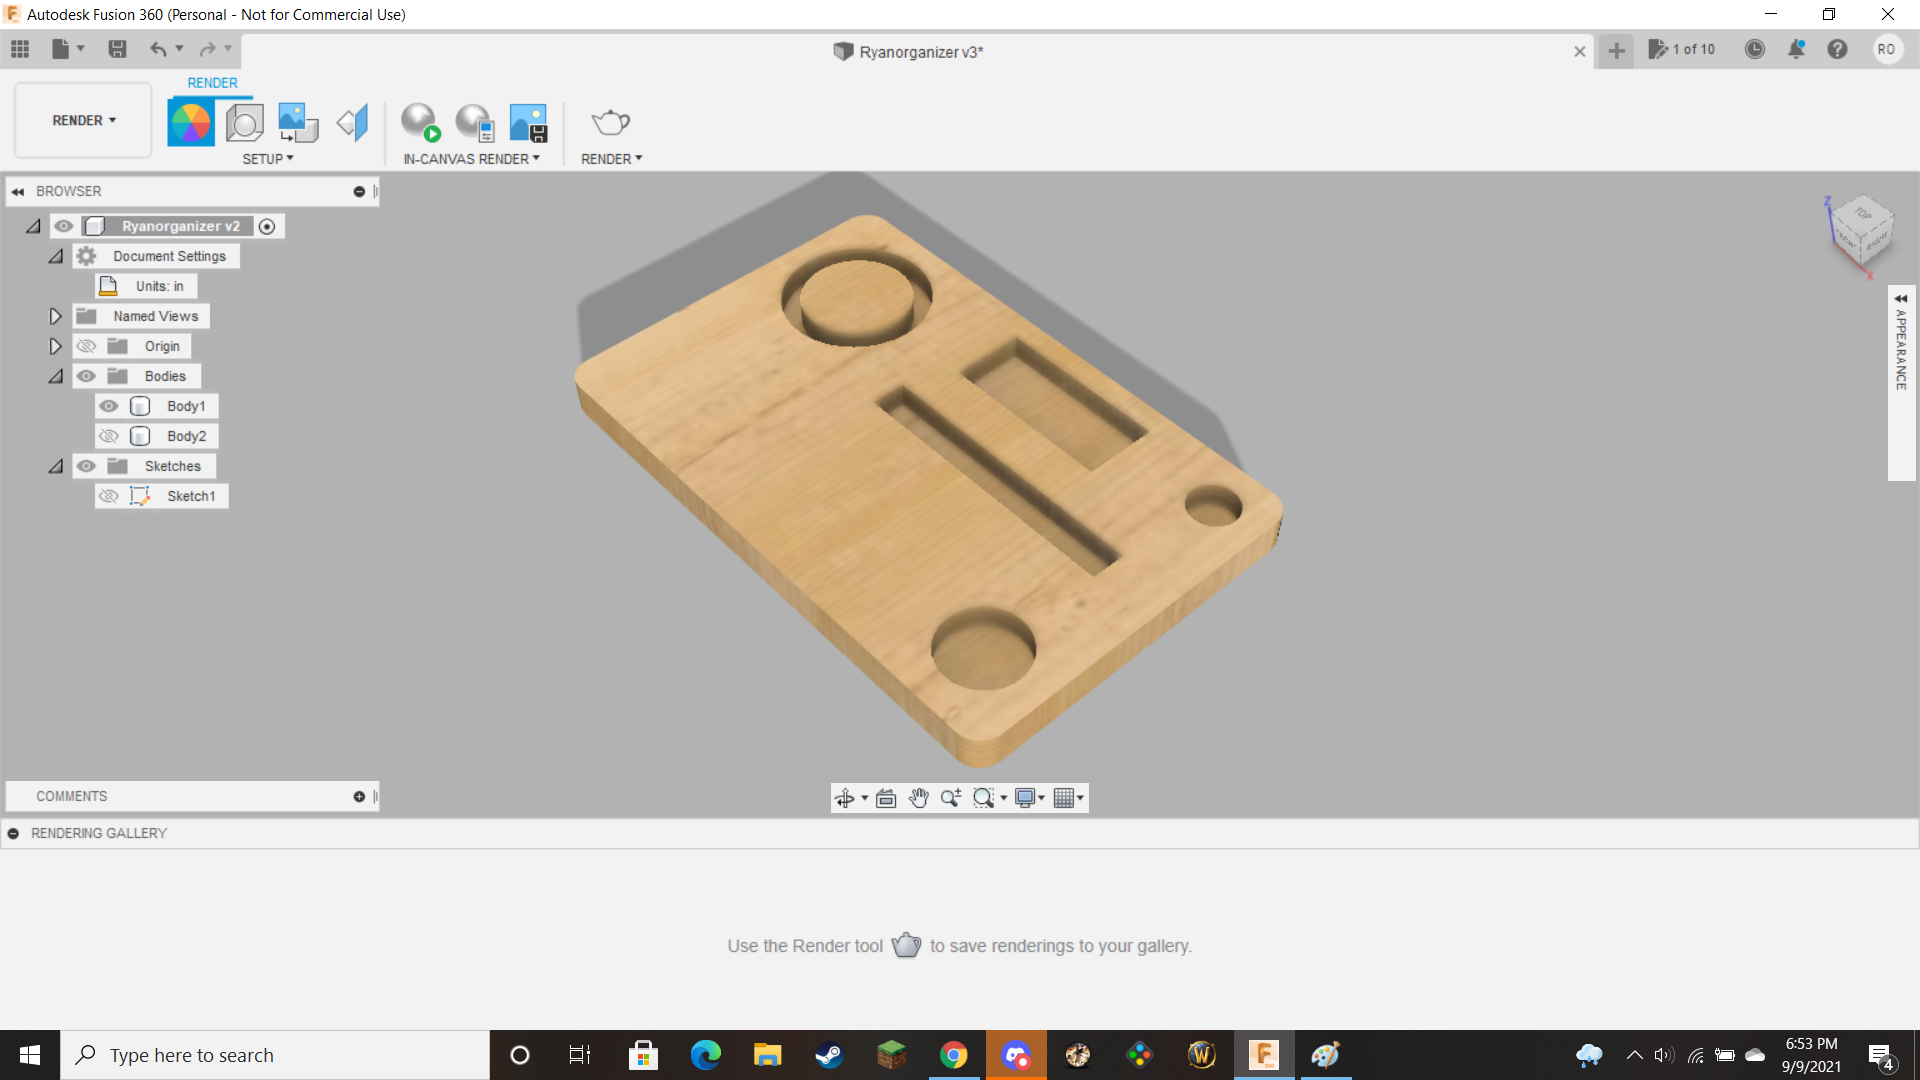 Autodesk Fusion 360 (Personal - Not for Commercial Use)
Ryanorganizer v3*
1 of 10
RO
RENDER
RENDER
SETUP
IN-CANVAS RENDER
RENDER
BROWSER
Ryanorganizer v2
Document Settings
Units: in
Named Views
Origin
Bodies
Body1
Body2
Sketches
Sketch1
Z
TOP
RIGHT
X
APPEARANCE
COMMENTS
RENDERING GALLERY
Use the Render tool to save renderings to your gallery.
Type here to search
6:53 PM
9/9/2021
4